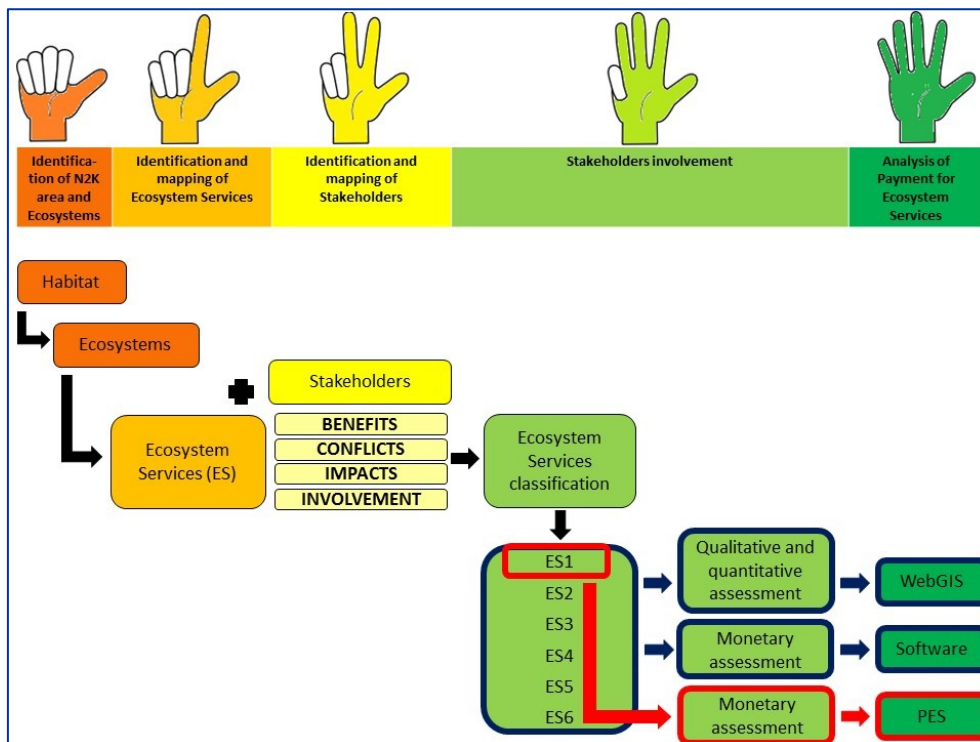 Identifica-
tion of N2K
area and
Ecosystems
Identification and
mapping of
Ecosystem Services
Identification and
mapping of
Stakeholders
Stakeholders involvement
Analysis of
Payment for
Ecosystem
Services
Habitat
Ecosystems
Stakeholders
BENEFITS
CONFLICTS
IMPACTS
INVOLVEMENT
Ecosystem
Services (ES)
Ecosystem
Services
classification
ES1
ES2
ES3
ES4
ES5
ES6
Qualitative and
quantitative
assessment
WebGIS
Monetary
assessment
Software
Monetary
assessment
PES